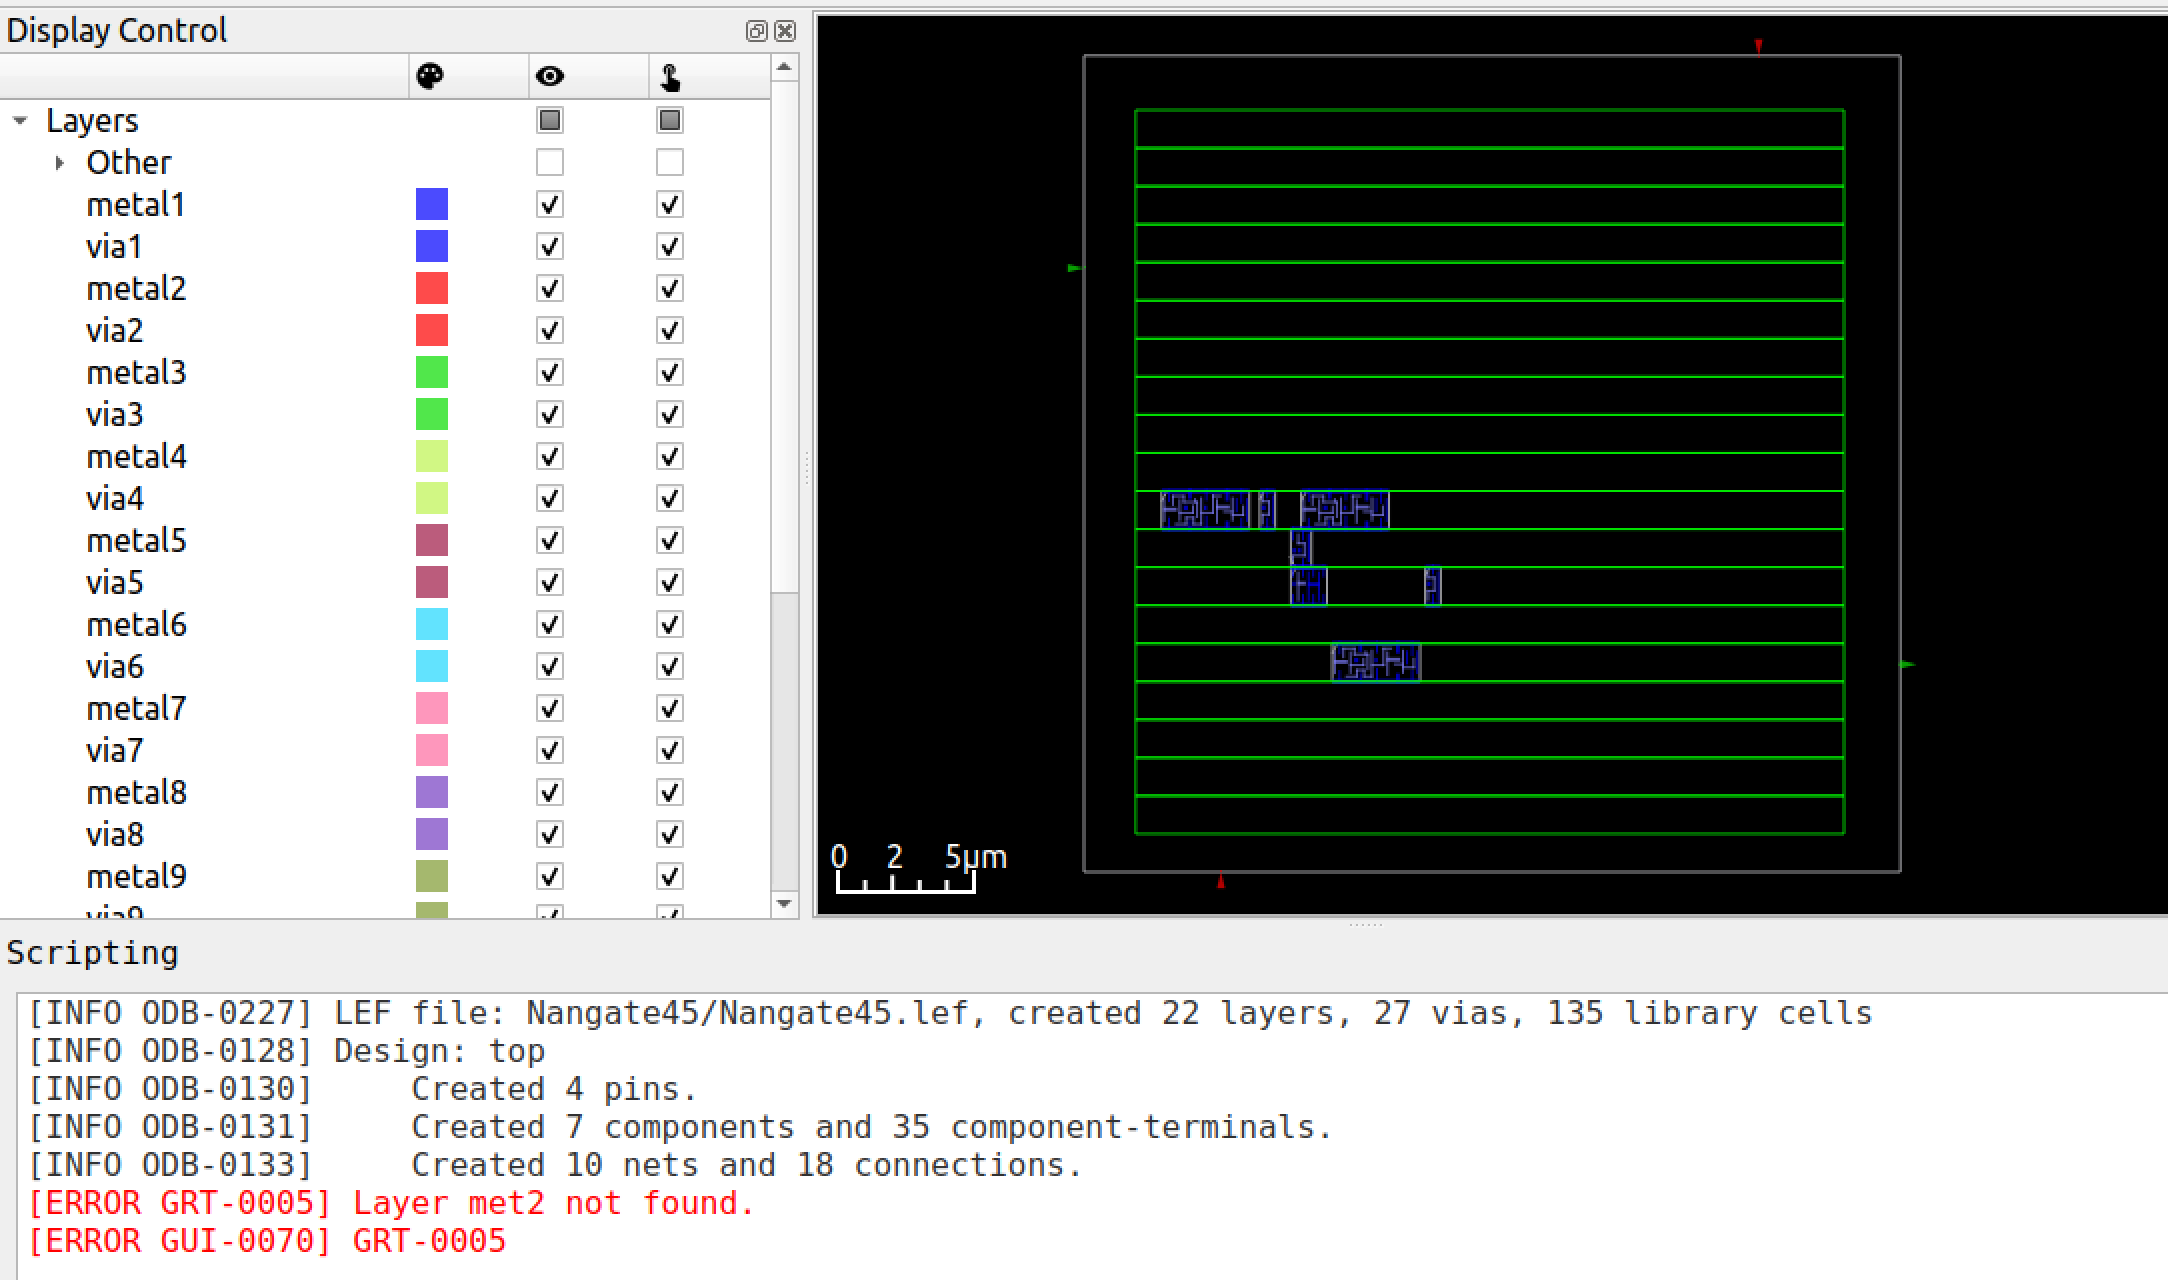 Display Control
Layers
Other
metal1
via1
metal2
via2
metal3
via3
metal4
via4
metal5
via5
metal6
via6
metal7
via7
metal8
via8
metal9
via9
0 2 5μm
Scripting
[INFO ODB-0227] LEF file: Nangate45/Nangate45.lef, created 22 layers, 27 vias, 135 library cells
[INFO ODB-0128] Design: top
[INFO ODB-0130]     Created 4 pins.
[INFO ODB-0131]     Created 7 components and 35 component-terminals.
[INFO ODB-0133]     Created 10 nets and 18 connections.
[ERROR GRT-0005] Layer met2 not found.
[ERROR GUI-0070] GRT-0005